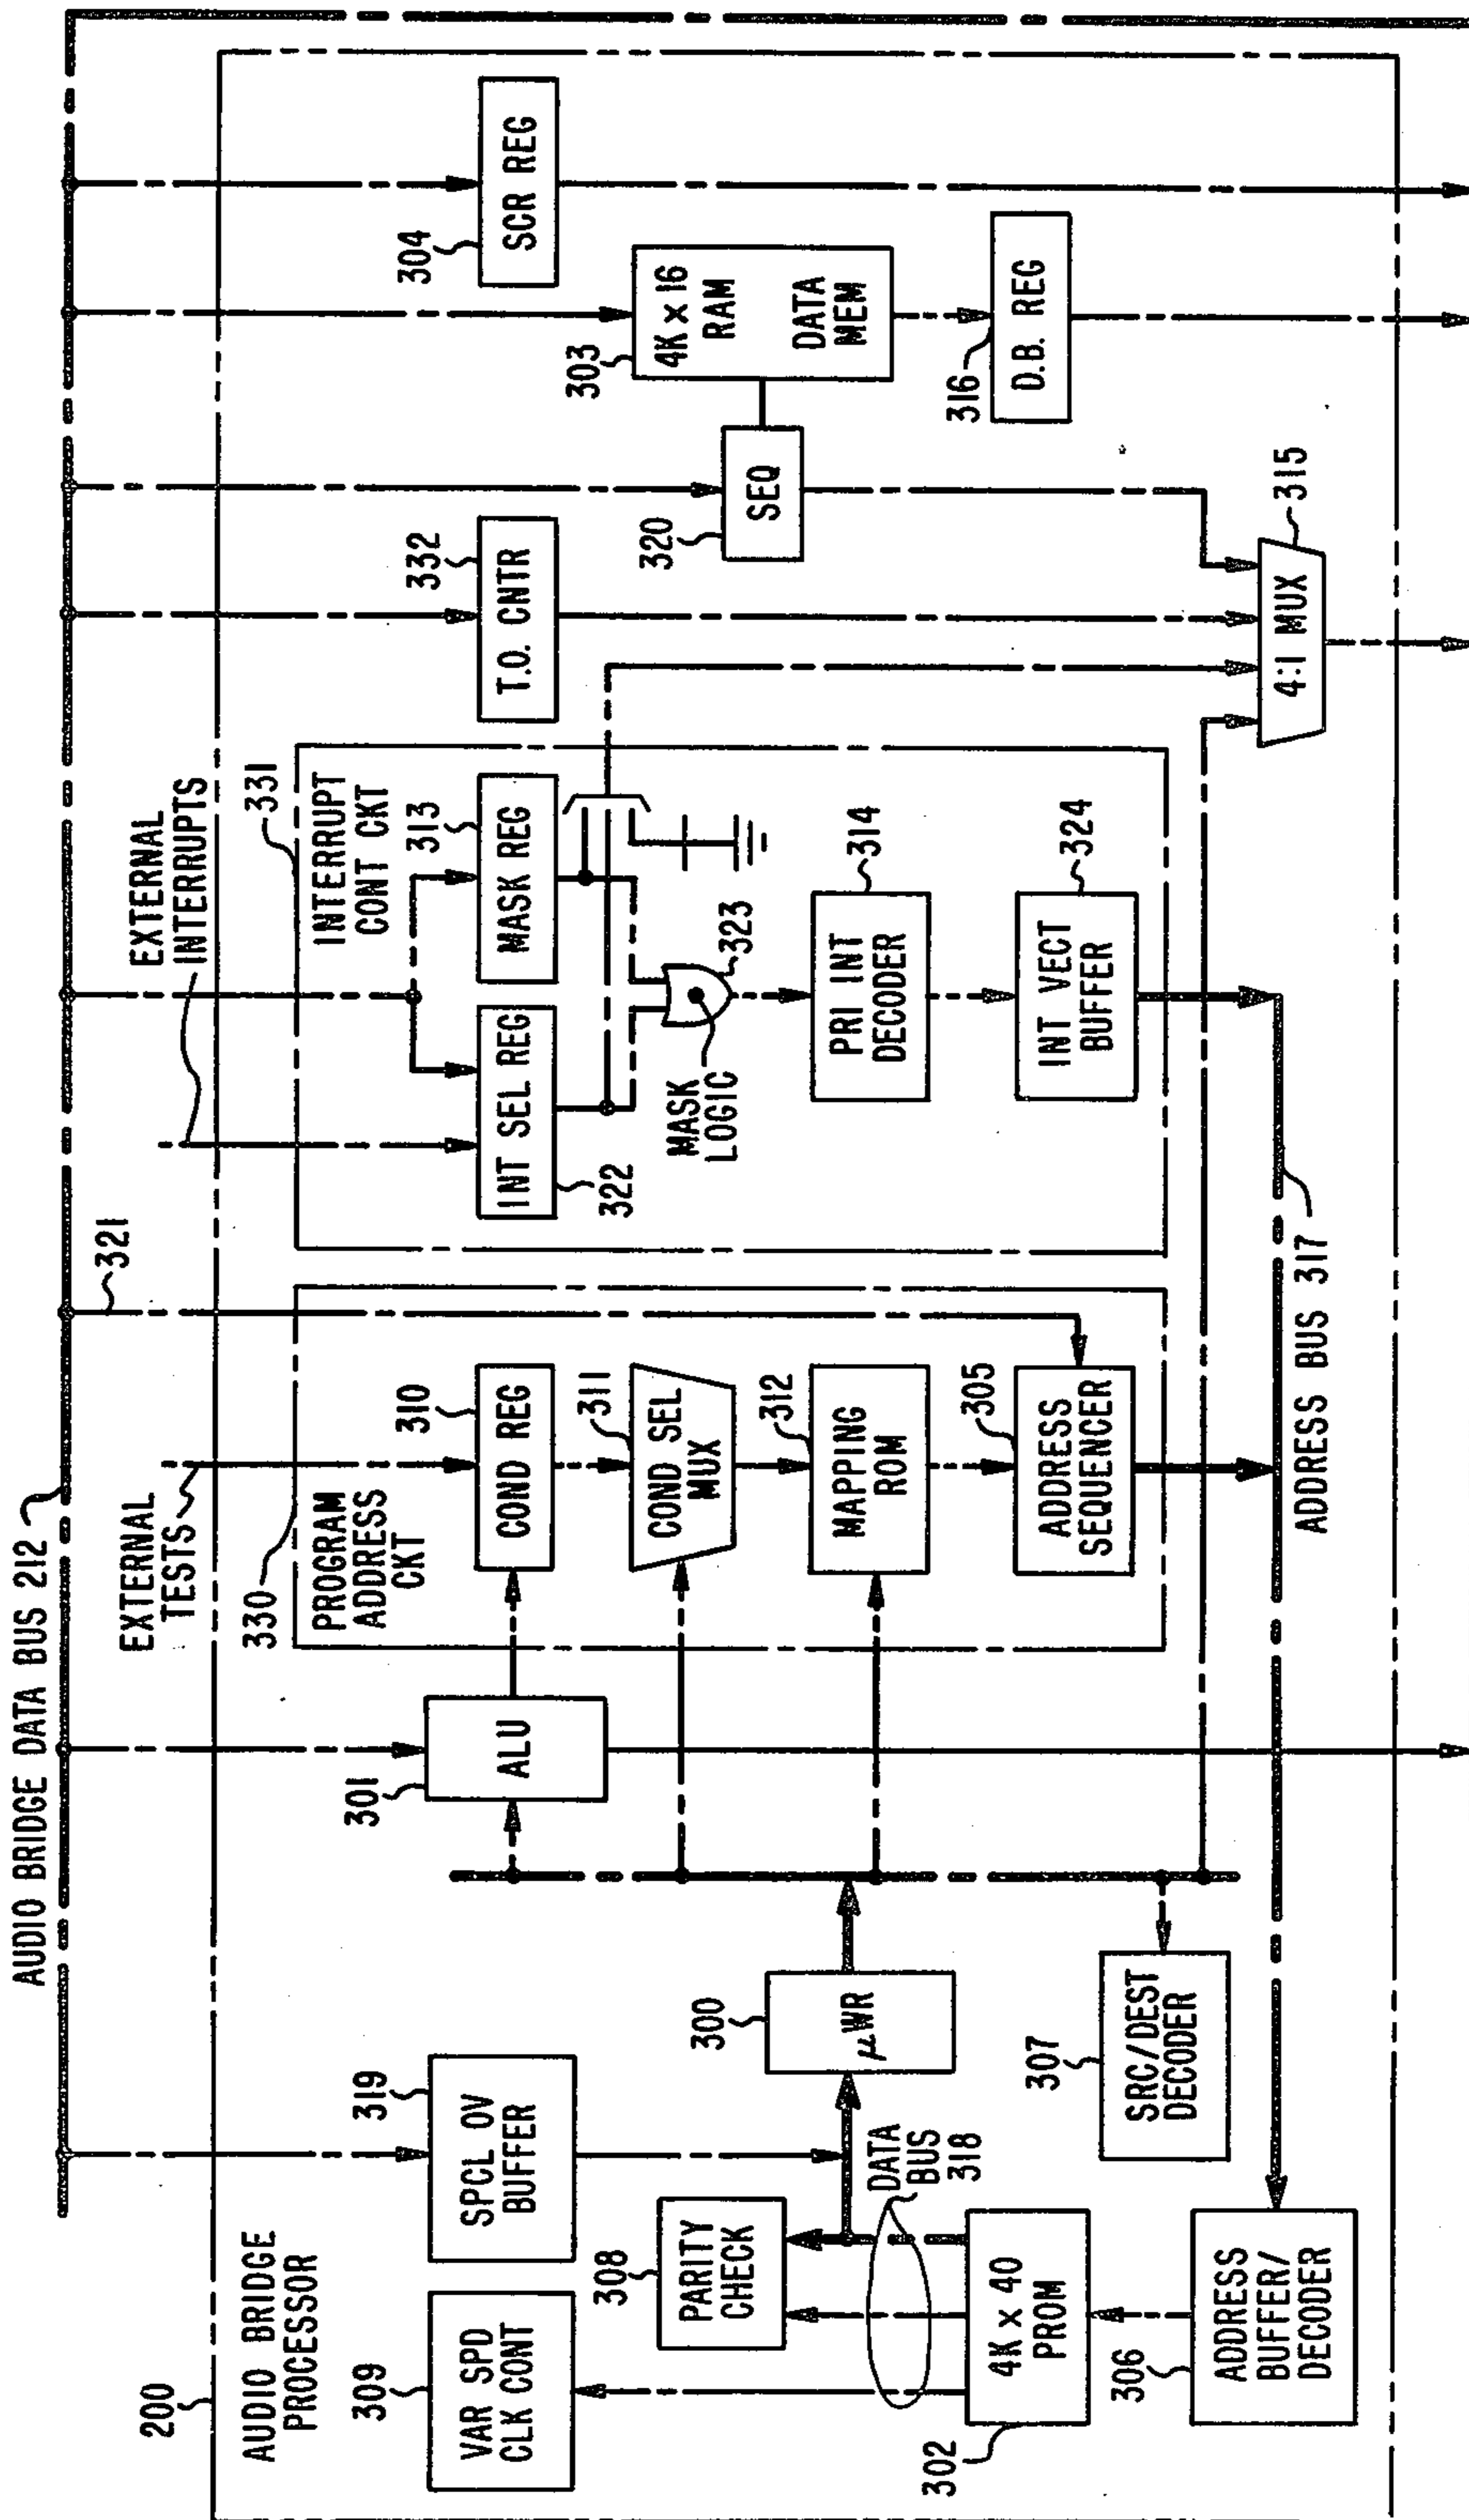 AUDIO BRIDGE DATA BUS 212
200
AUDIO BRIDGE
PROCESSOR
309
VAR SPD
CLK CONT
319
SPCL OV
BUFFER
308
PARITY
CHECK
DATA
BUS
318
302
4K x 40
PROM
306
ADDRESS
BUFFER/
DECODER
300
μWR
307
SRC/DEST
DECODER
301
ALU
EXTERNAL
TESTS
321
330
PROGRAM
ADDRESS
CKT
310
COND REG
311
COND SEL
MUX
312
MAPPING
ROM
305
ADDRESS
SEQUENCER
ADDRESS BUS 317
EXTERNAL
INTERRUPTS
331
INTERRUPT
CONT CKT
322
INT SEL REG
313
MASK REG
MASK
LOGIC
323
314
PRI INT
DECODER
324
INT VECT
BUFFER
332
T.O. CNTR
320
SEQ
315
4:1 MUX
303
4K x 16
RAM
DATA
MEM
304
SCR REG
316
D.B. REG